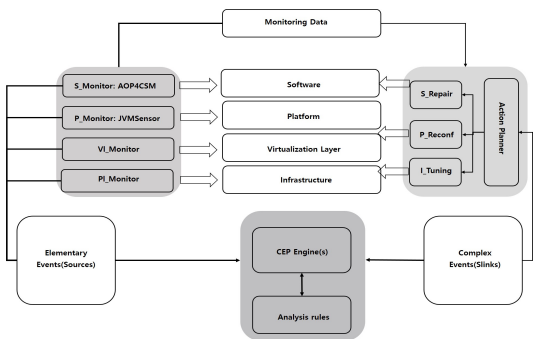 Monitoring Data
S_Monitor: AOP4CSM
Software
S_Repair
P_Monitor: JVMSensor
Platform
P_Reconf
Action Planner
VI_Monitor
Virtualization Layer
I_Tuning
PI_Monitor
Infrastructure
Elementary
Events(Sources)
CEP Engine(s)
Analysis rules
Complex
Events(Slinks)